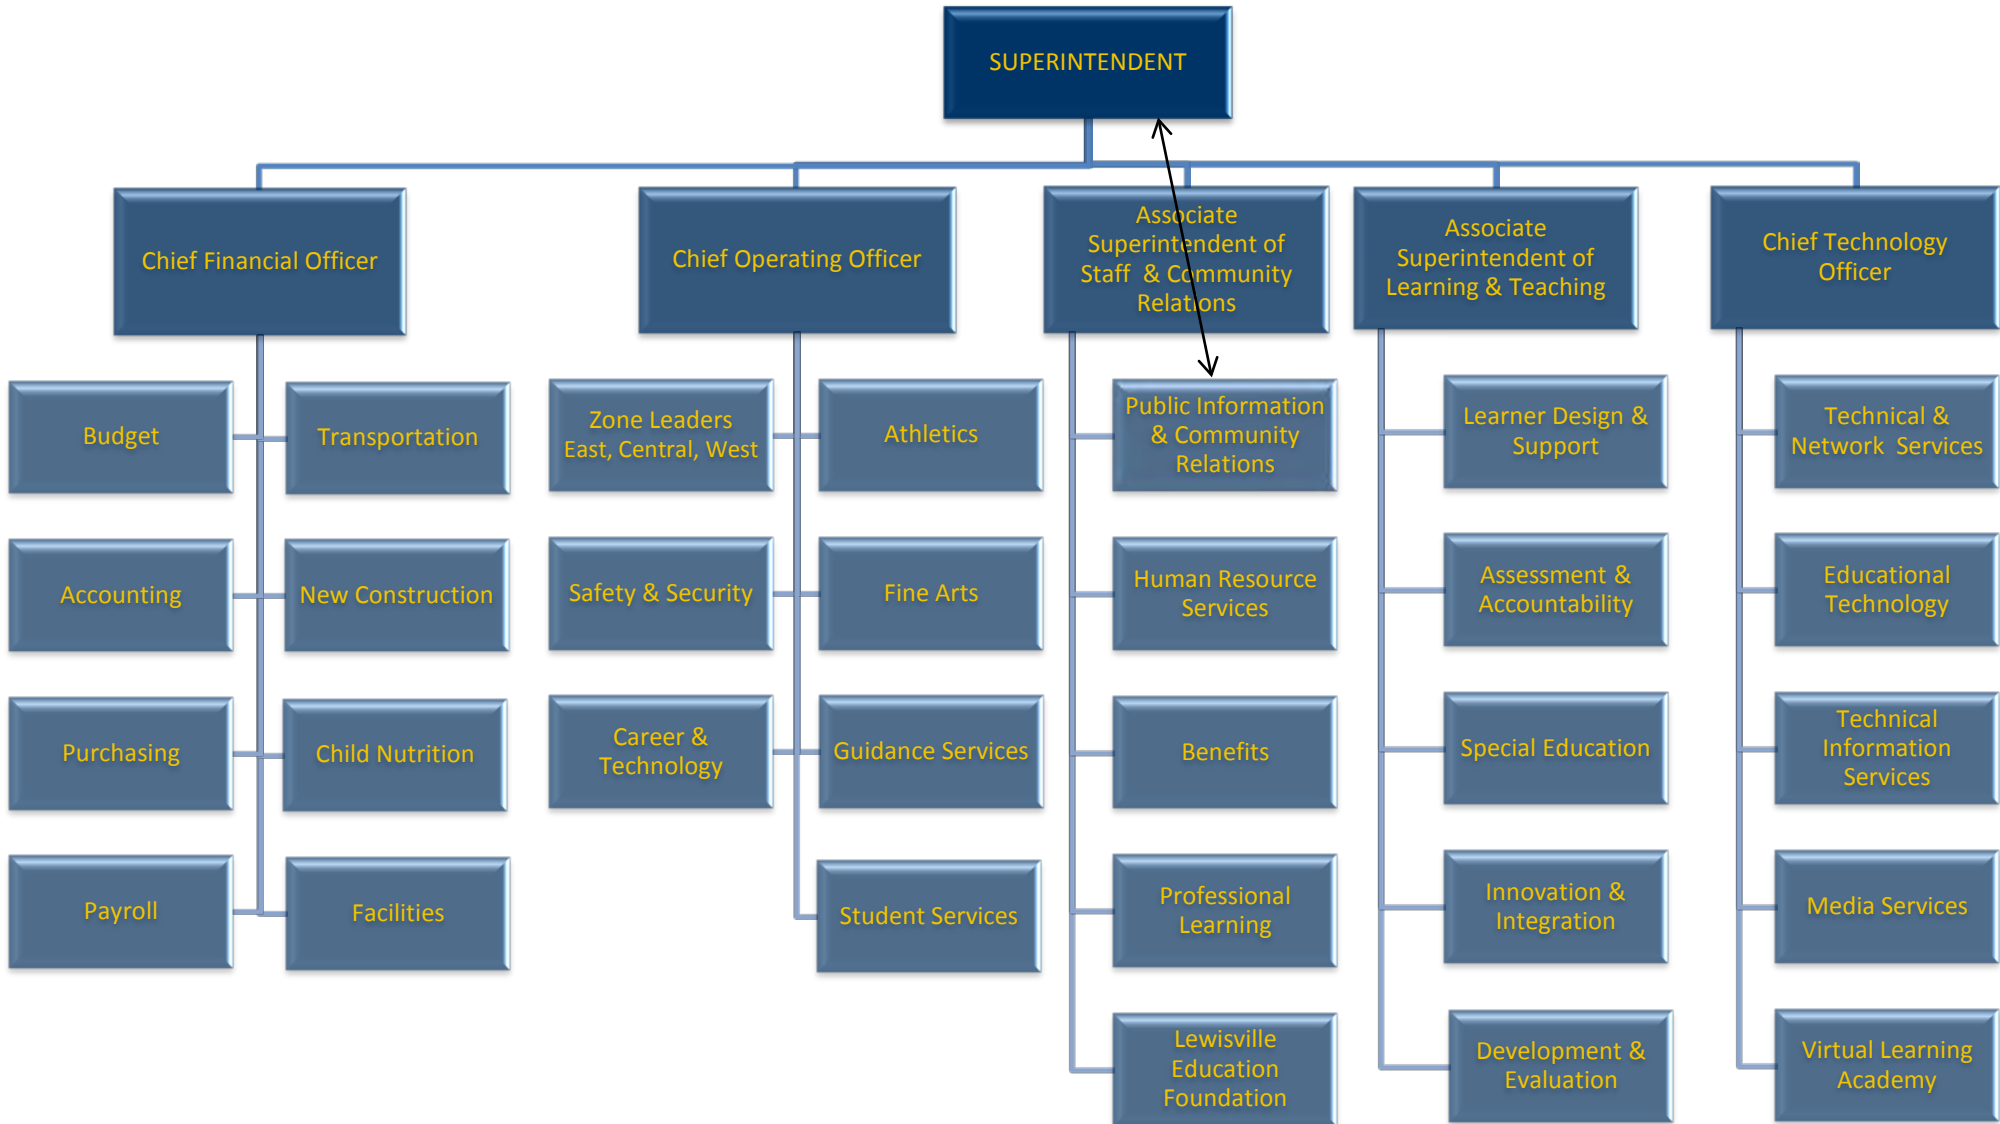 SUPERINTENDENT
Chief Financial Officer
Budget
Transportation
Accounting
New Construction
Purchasing
Child Nutrition
Payroll
Facilities
Chief Operating Officer
Zone Leaders
East, Central, West
Athletics
Safety & Security
Fine Arts
Career &
Technology
Guidance Services
Student Services
Associate
Superintendent of
Staff & Community
Relations
Public Information
& Community
Relations
Human Resource
Services
Benefits
Professional
Learning
Lewisville
Education
Foundation
Associate
Superintendent of
Learning & Teaching
Learner Design &
Support
Assessment &
Accountability
Special Education
Innovation &
Integration
Development &
Evaluation
Chief Technology
Officer
Technical &
Network Services
Educational
Technology
Technical
Information
Services
Media Services
Virtual Learning
Academy